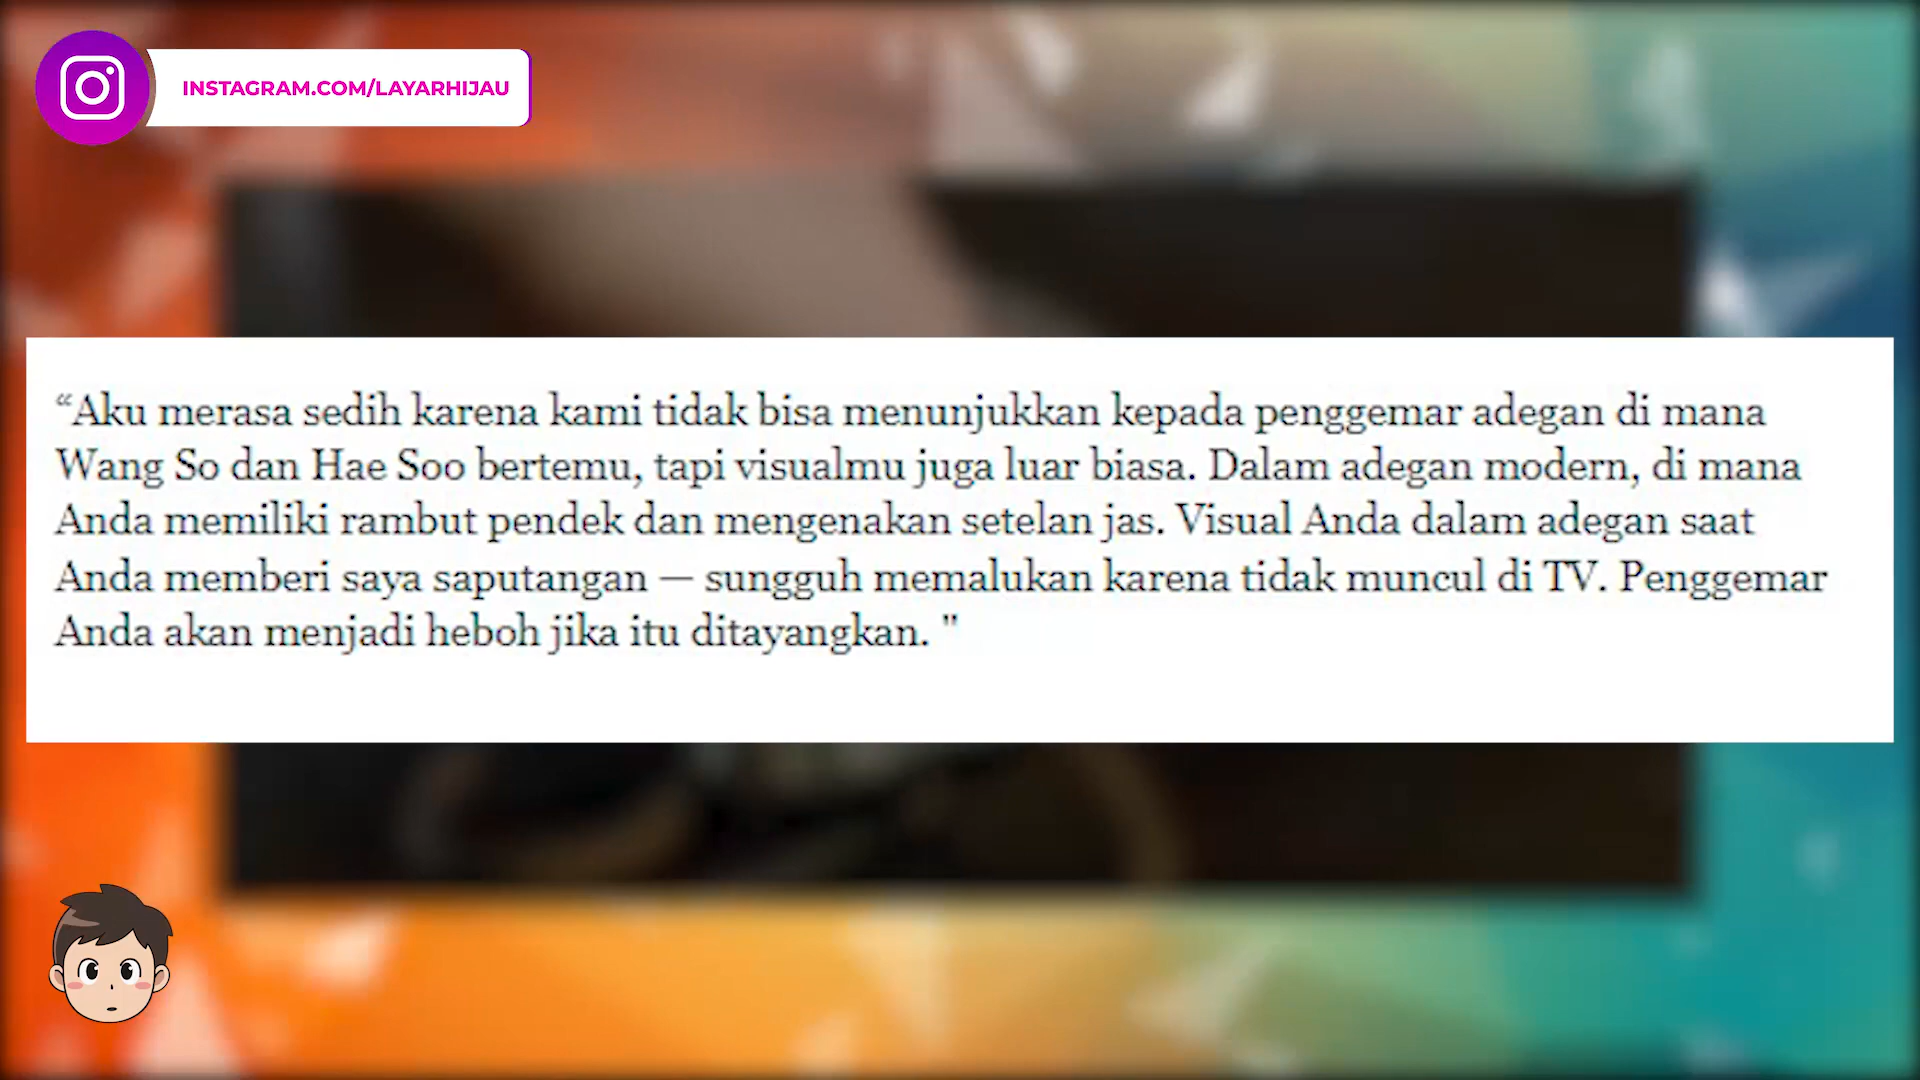 INSTAGRAM.COM/LAYARHIJAU
“Aku merasa sedih karena kami tidak bisa menunjukkan kepada penggemar adegan di mana
Wang So dan Hae Soo bertemu, tapi visualmu juga luar biasa. Dalam adegan modern, di mana
Anda memiliki rambut pendek dan mengenakan setelan jas. Visual Anda dalam adegan saat
Anda memberi saya saputangan — sungguh memalukan karena tidak muncul di TV. Penggemar
Anda akan menjadi heboh jika itu ditayangkan. "